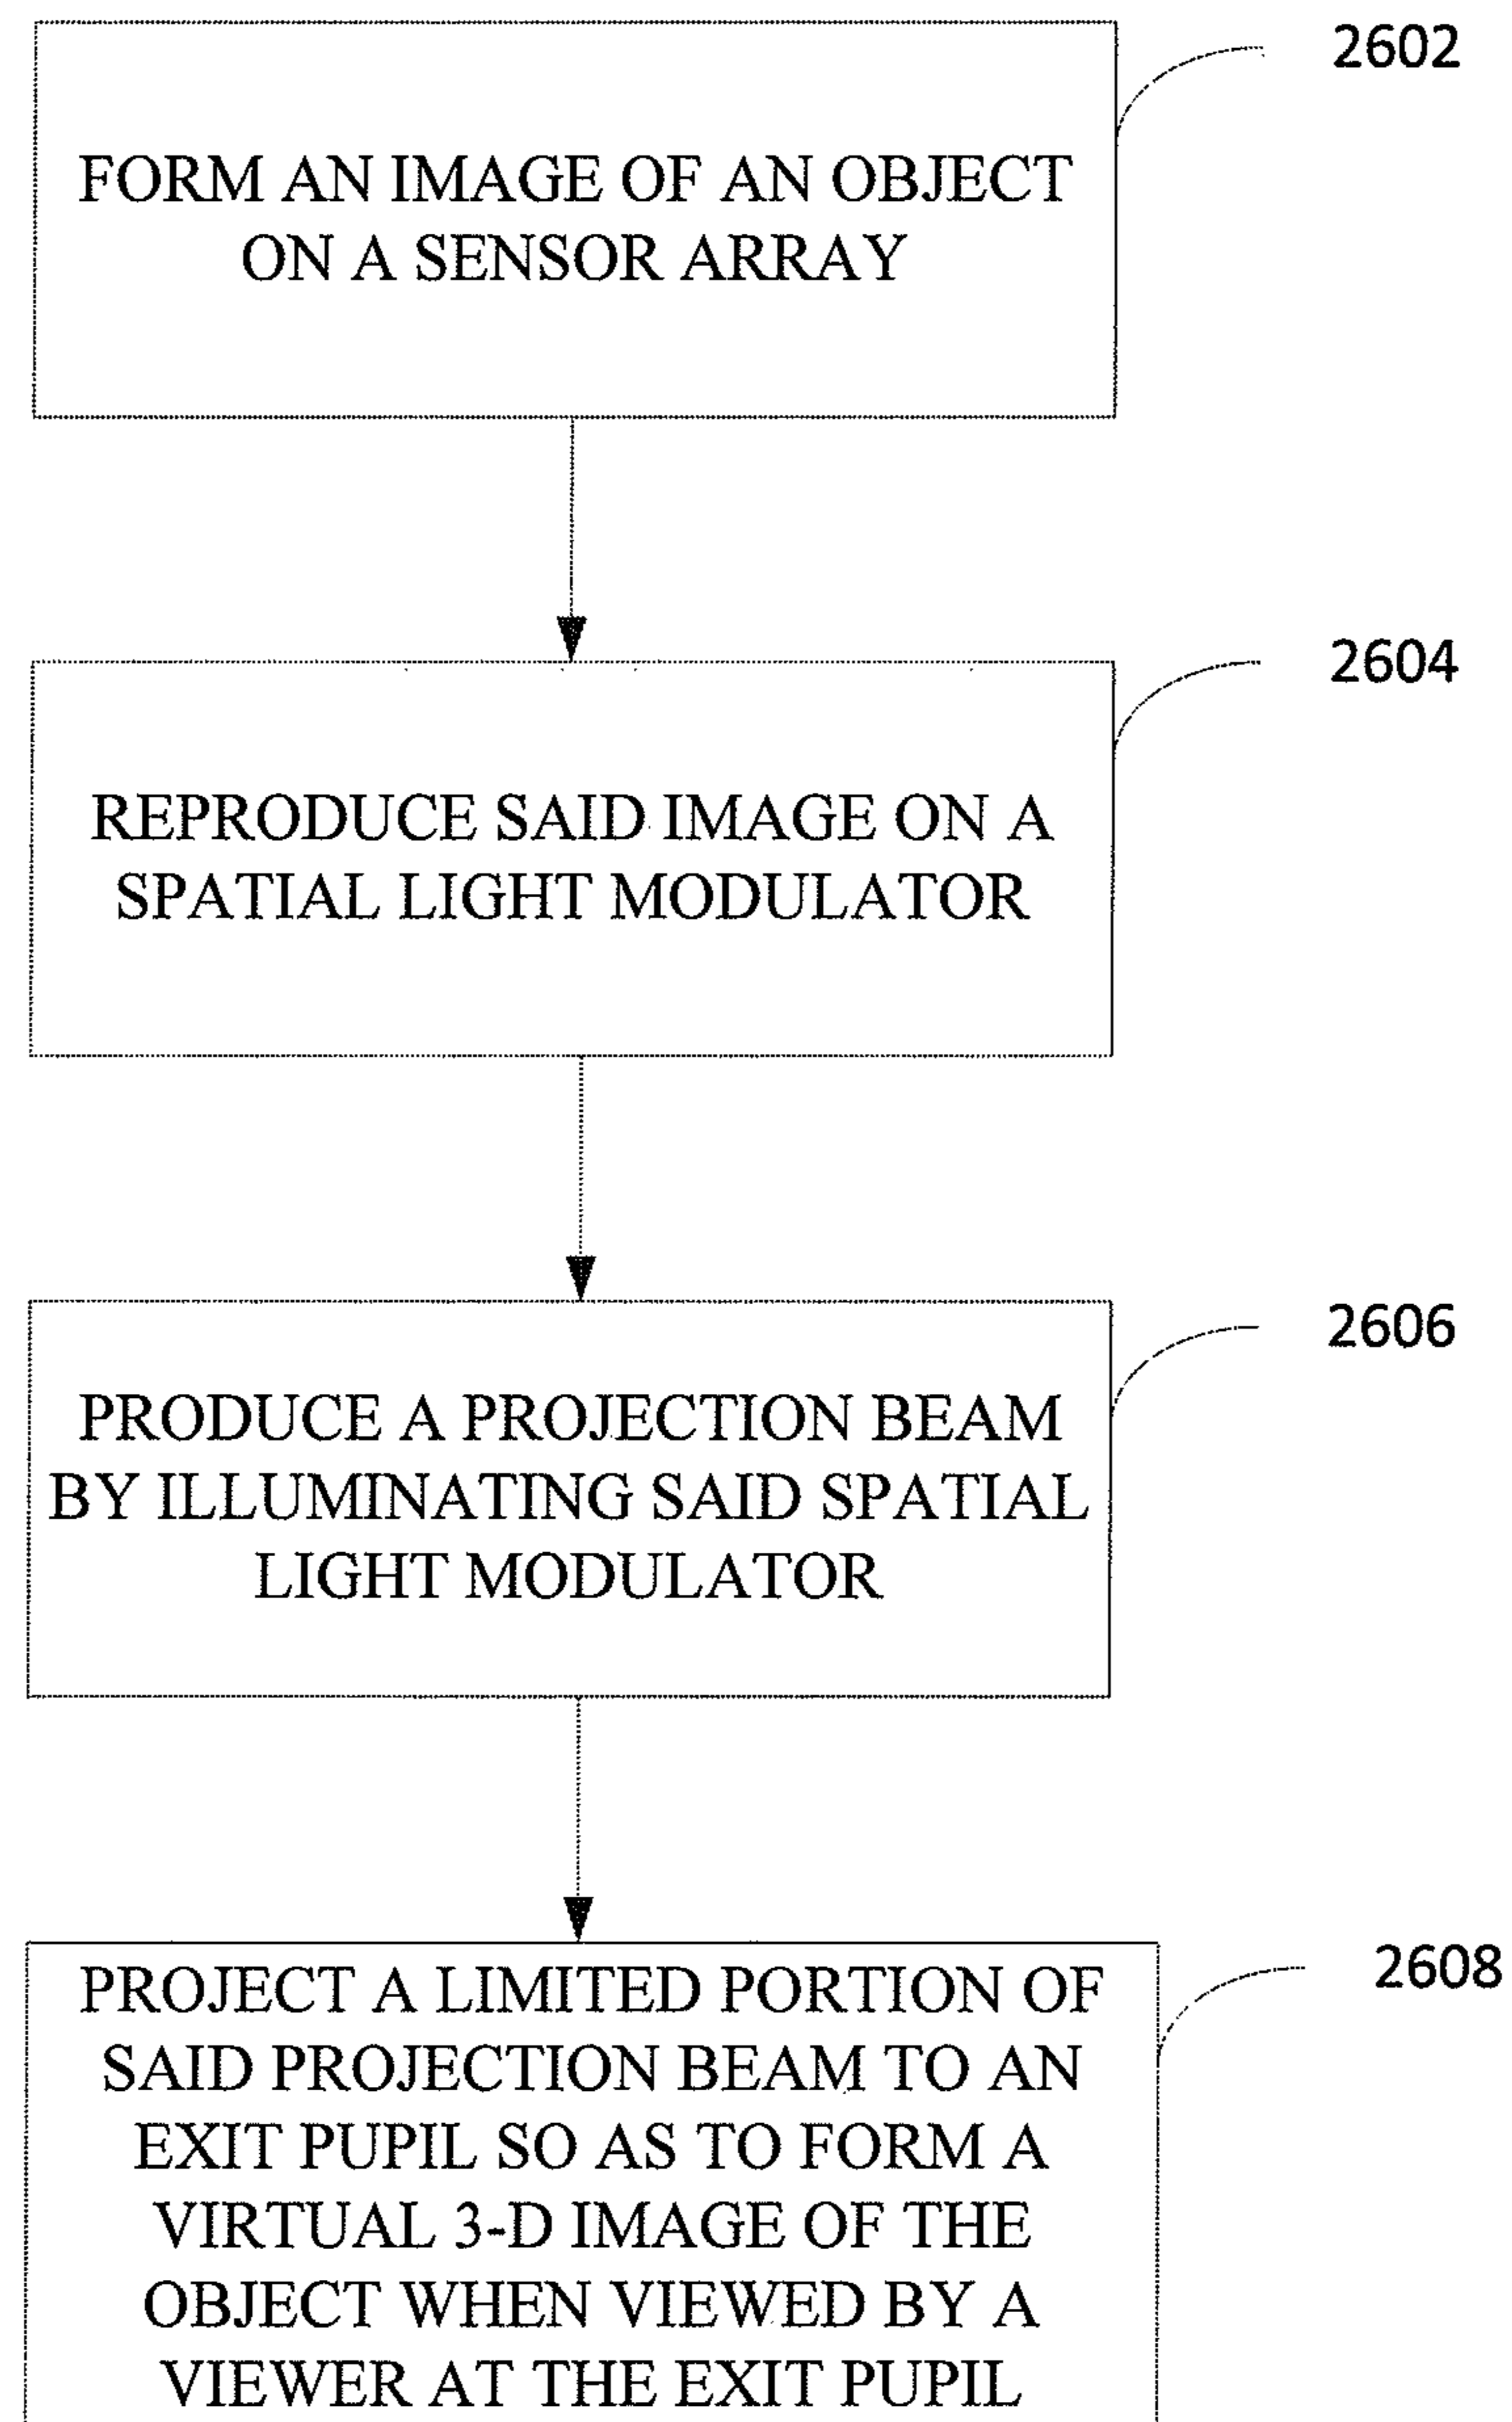 2602
FORM AN IMAGE OF AN OBJECT
ON A SENSOR ARRAY
2604
REPRODUCE SAID IMAGE ON A
SPATIAL LIGHT MODULATOR
2606
PRODUCE A PROJECTION BEAM
BY ILLUMINATING SAID SPATIAL
LIGHT MODULATOR
2608
PROJECT A LIMITED PORTION OF
SAID PROJECTION BEAM TO AN
EXIT PUPIL SO AS TO FORM A
VIRTUAL 3-D IMAGE OF THE
OBJECT WHEN VIEWED BY A
VIEWER AT THE EXIT PUPIL